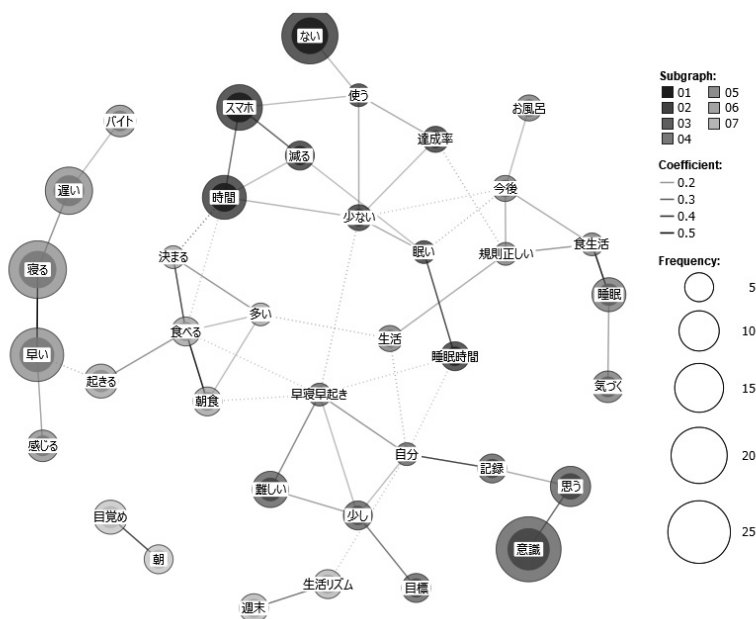 ない
スマホ
使う
お風呂
バイト
減る
達成率
遅い
時間
少ない
今後
決まる
眠い
規則正しい
食生活
寝る
睡眠
多い
食べる
生活
早い
睡眠時間
起きる
朝食
早寝早起き
気づく
感じる
自分
記録
難しい
思う
目覚め
少し
意識
朝
生活リズム
目標
週末
Subgraph:
01
02
03
04
05
06
07
Coefficient:
0.2
0.3
0.4
0.5
Frequency:
5
10
15
20
25